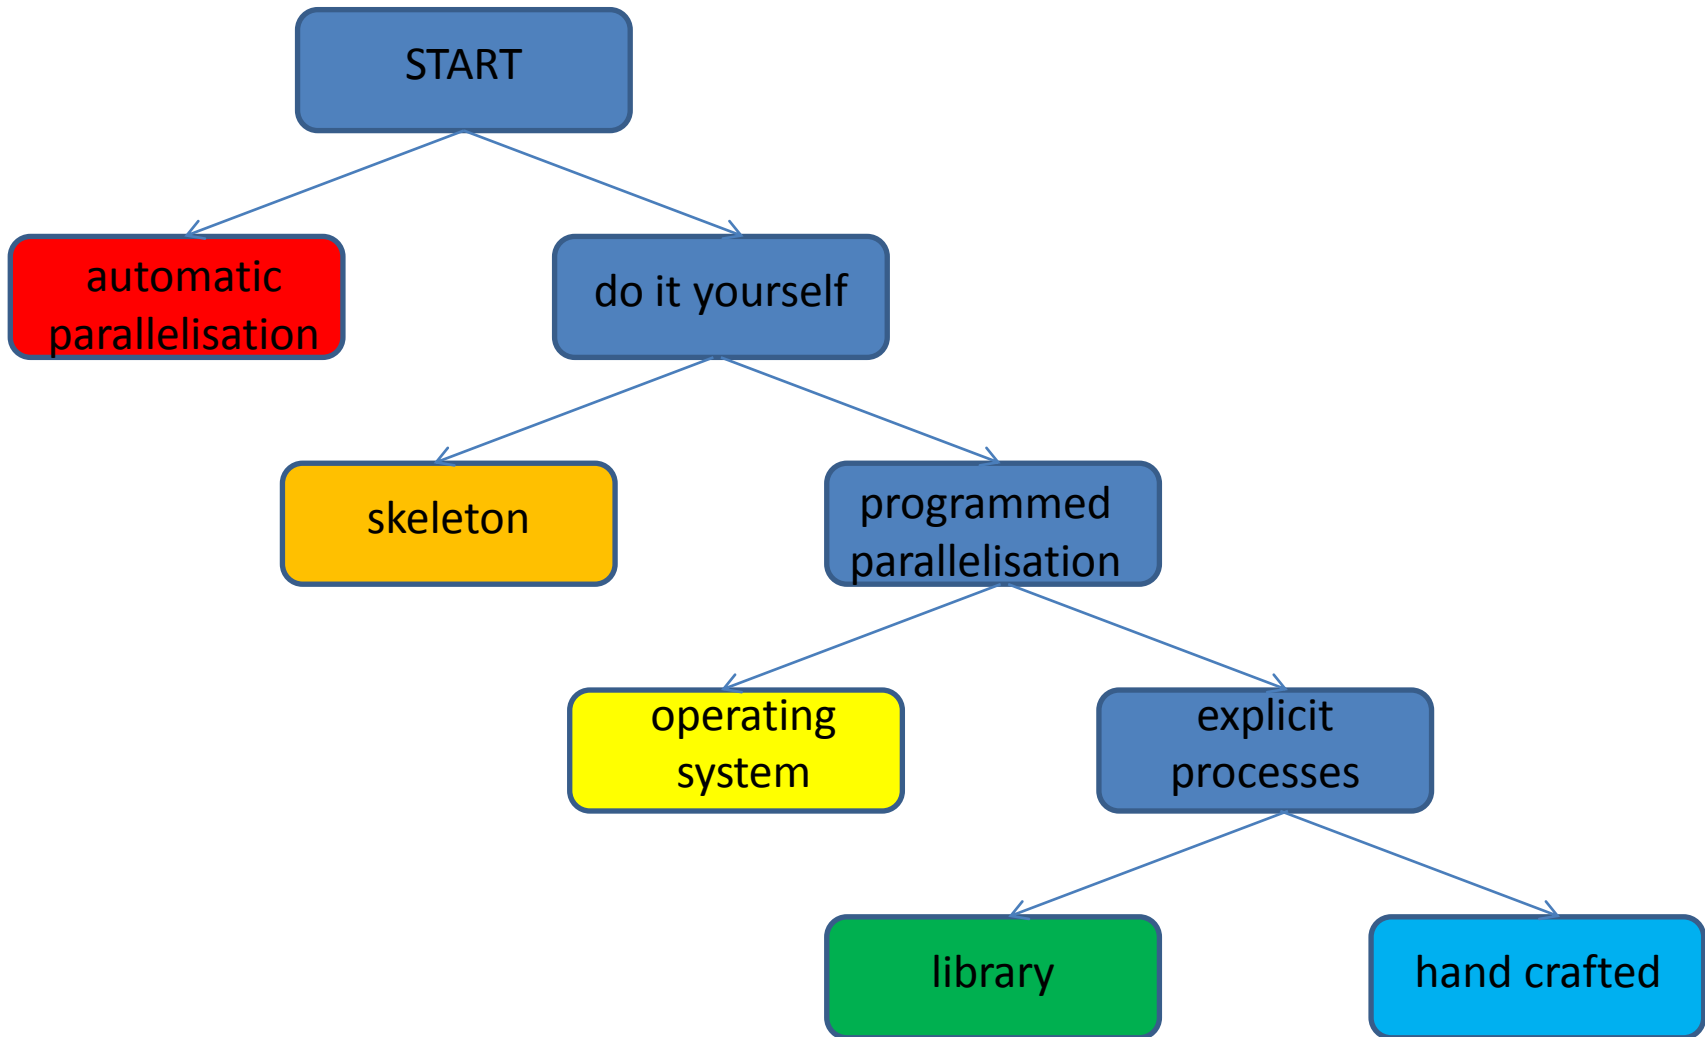 START
automatic
parallelisation
do it yourself
skeleton
programmed
parallelisation
operating
system
explicit
processes
library
hand crafted